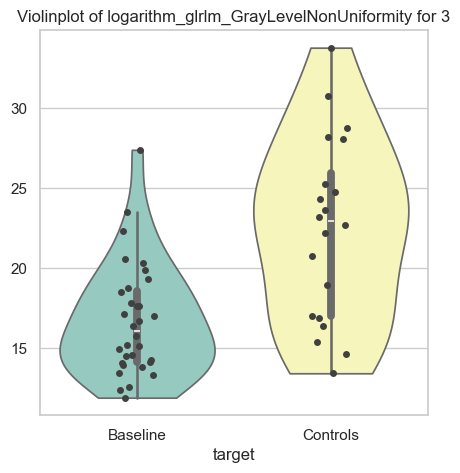 Violinplot of logarithm_glrlm_GrayLevelNonUniformity for 3
30
25
20
15
Baseline
Controls
target